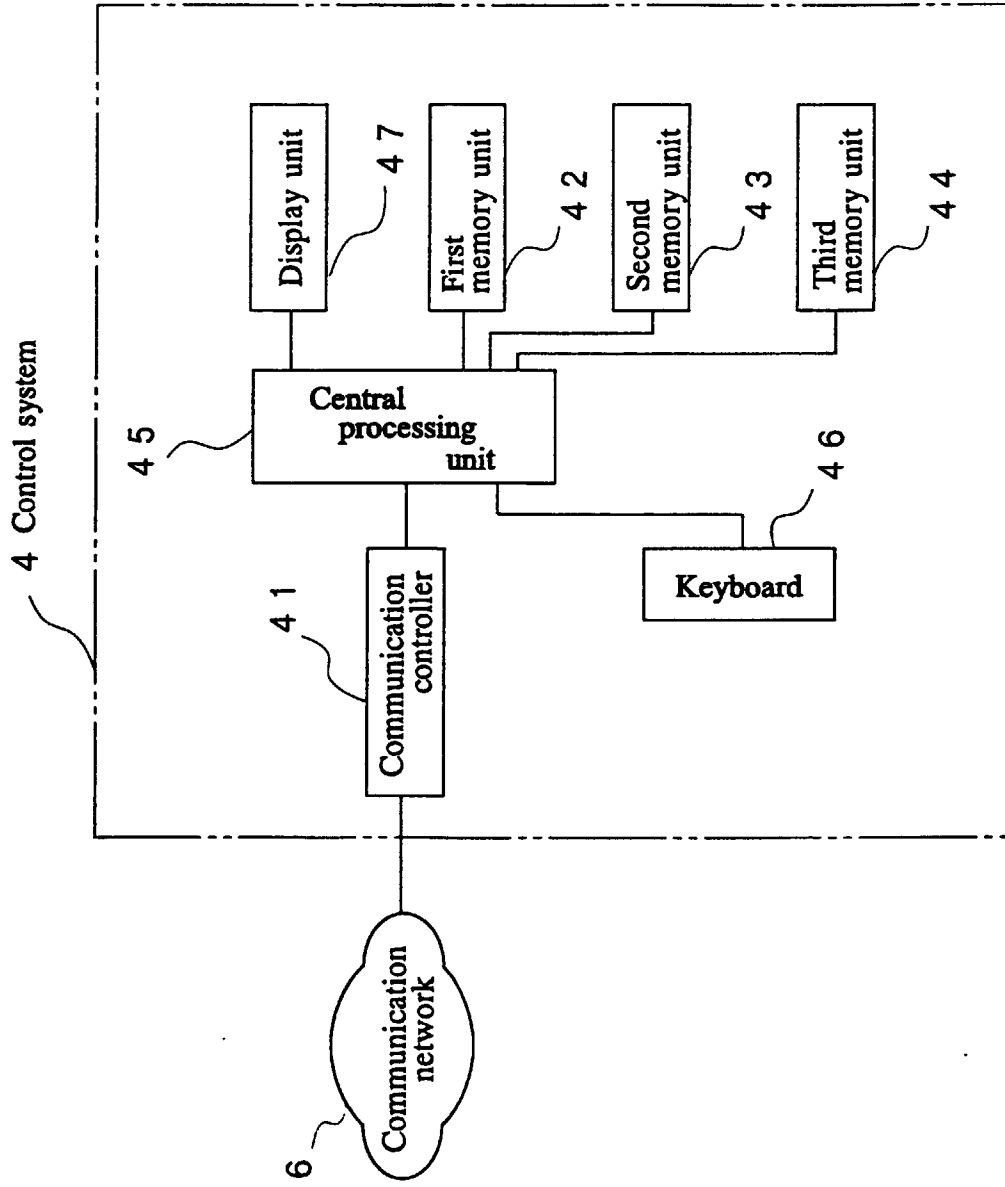 4 Control system
Display unit
4 7
First
memory unit
4 2
Second
memory unit
4 3
Third
memory unit
4 4
4 5
Central
processing
unit
4 1
Communication
controller
Keyboard
4 6
6
Communication
network